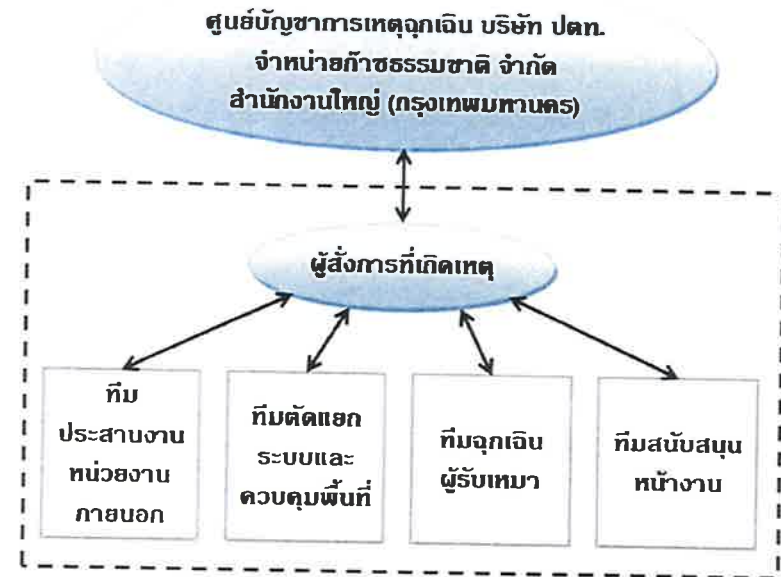 ศูนย์บัญชาการเหตุฉุกเฉิน บริษัท ปตท.
จำหน่ายก๊าซธรรมชาติ จำกัด
สำนักงานใหญ่ (กรุงเทพมหานคร)
ผู้สั่งการที่เกิดเหตุ
ทีม
ประสานงาน
หน่วยงาน
ภายนอก
ทีมตัดแยก
ระบบและ
ควบคุมพื้นที่
ทีมฉุกเฉิน
ผู้รับเหมา
ทีมสนับสนุน
หน้างาน